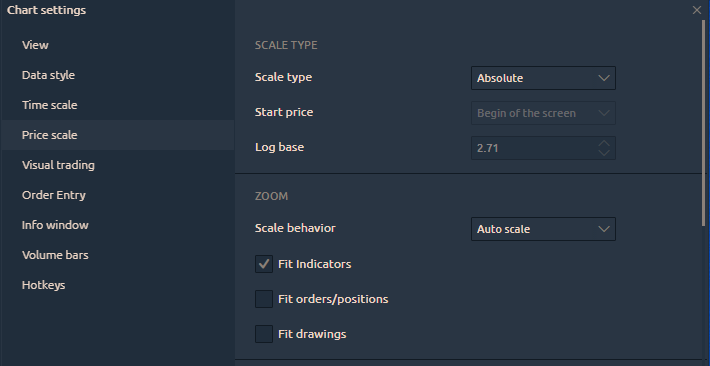 Chart settings
View
Data style
Time scale
Price scale
Visual trading
Order Entry
Info window
Volume bars
Hotkeys
SCALE TYPE
Scale type Absolute
Start price Begin of the screen
Log base 2.71
ZOOM
Scale behavior Auto scale
Fit Indicators
Fit orders/positions
Fit drawings